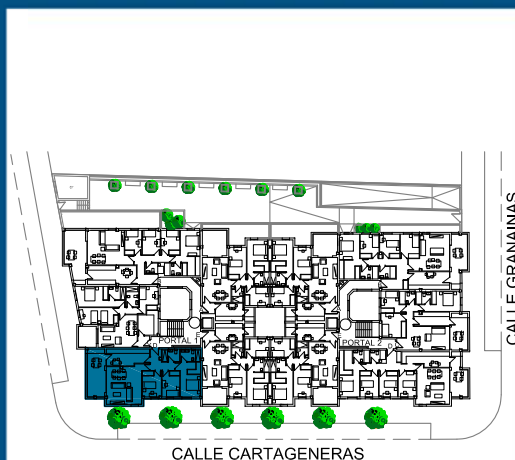 CALLE GRANAINAS
PORTAL 1
PORTAL 2
CALLE CARTAGENERAS